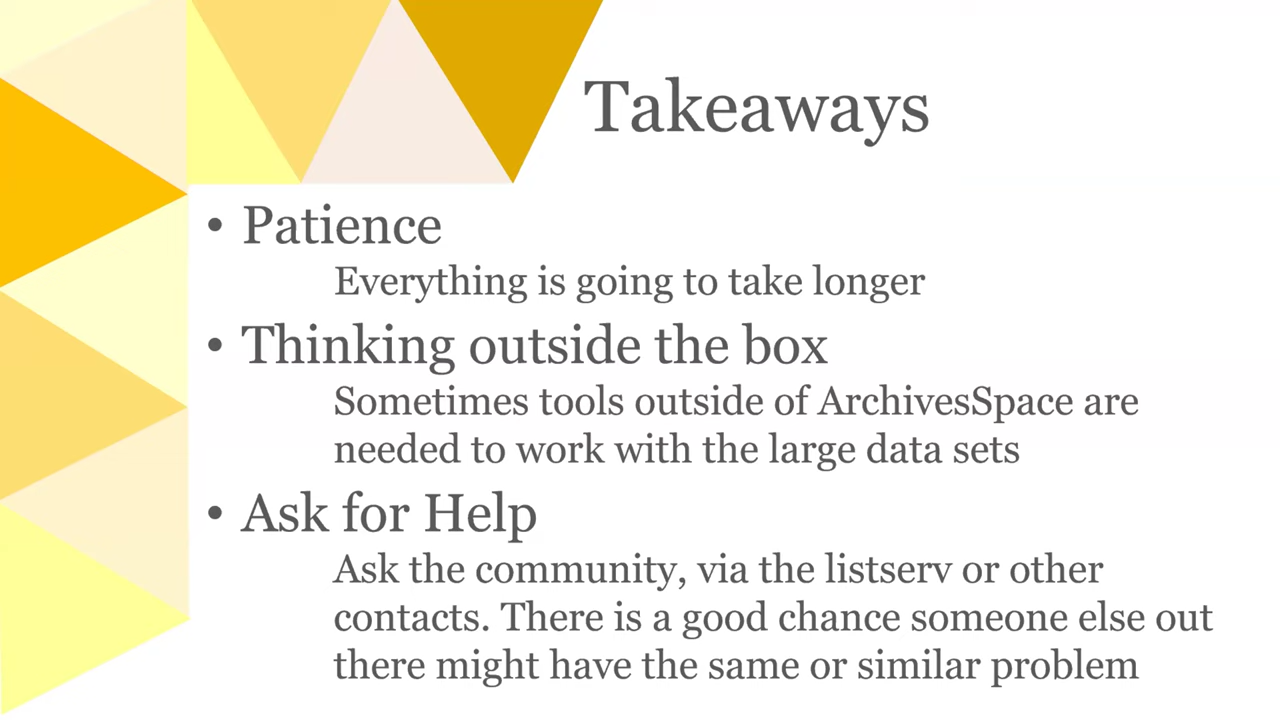 Takeaways
• Patience
Everything is going to take longer
• Thinking outside the box
Sometimes tools outside of ArchivesSpace are
needed to work with the large data sets
• Ask for Help
Ask the community, via the listserv or other
contacts. There is a good chance someone else out
there might have the same or similar problem